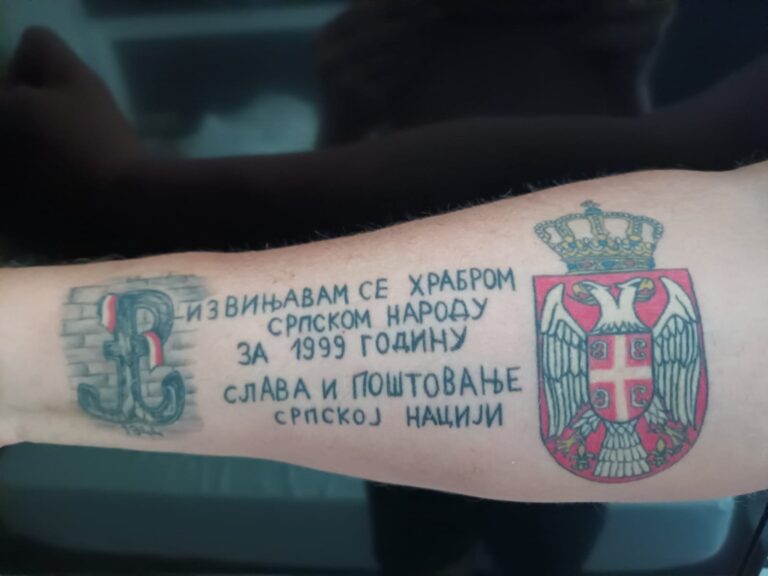 ИЗВИЊАВАМ СЕ ХРАБРОМ
СРПСКОМ НАРОДУ
ЗА 1999 ГОДИНУ
СЛАВА И ПОШТОВАЊЕ
СРПСКОЈ НАЦИЈИ